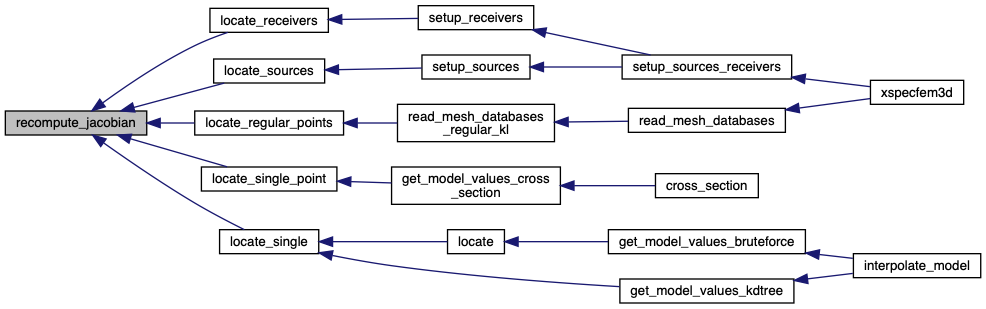 locate_receivers
setup_receivers
locate_sources
setup_sources
setup_sources_receivers
xspecfem3d
recompute_jacobian
locate_regular_points
read_mesh_databases
_regular_kl
read_mesh_databases
locate_single_point
get_model_values_cross
_section
cross_section
locate_single
locate
get_model_values_bruteforce
interpolate_model
get_model_values_kdtree